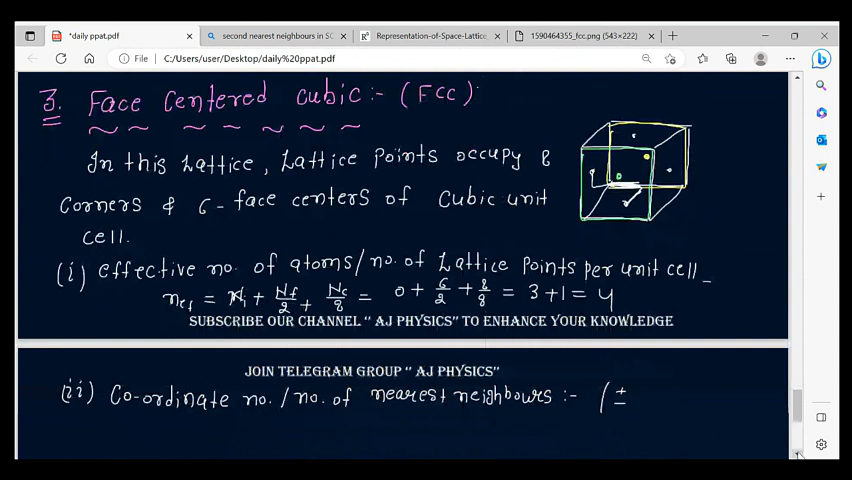 *daily ppat.pdf
second nearest neighbours in SC
Representation-of-Space-Lattice
1590464355_fcc.png (543×222)
File
C:/Users/user/Desktop/daily%20ppat.pdf
3. Face Centered cubic :- (FCC)
In this Lattice, Lattice Points occupy 8
Corners & 6-face centers of Cubic unit
cell.
(i) effective no. of atoms/no. of Lattice points per unit cell -
nef = Ni + Nf/2 + Nc/8 = 0 + 6/2 + 8/8 = 3+1 = 4
SUBSCRIBE OUR CHANNEL “ AJ PHYSICS” TO ENHANCE YOUR KNOWLEDGE
JOIN TELEGRAM GROUP “ AJ PHYSICS”
(ii) Co-ordinate no./no. of nearest neighbours :- (±